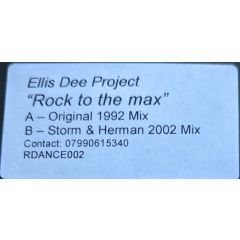 Ellis Dee Project
“Rock to the max”
A – Original 1992 Mix
B – Storm & Herman 2002 Mix
Contact: 07990615340
RDANCE002